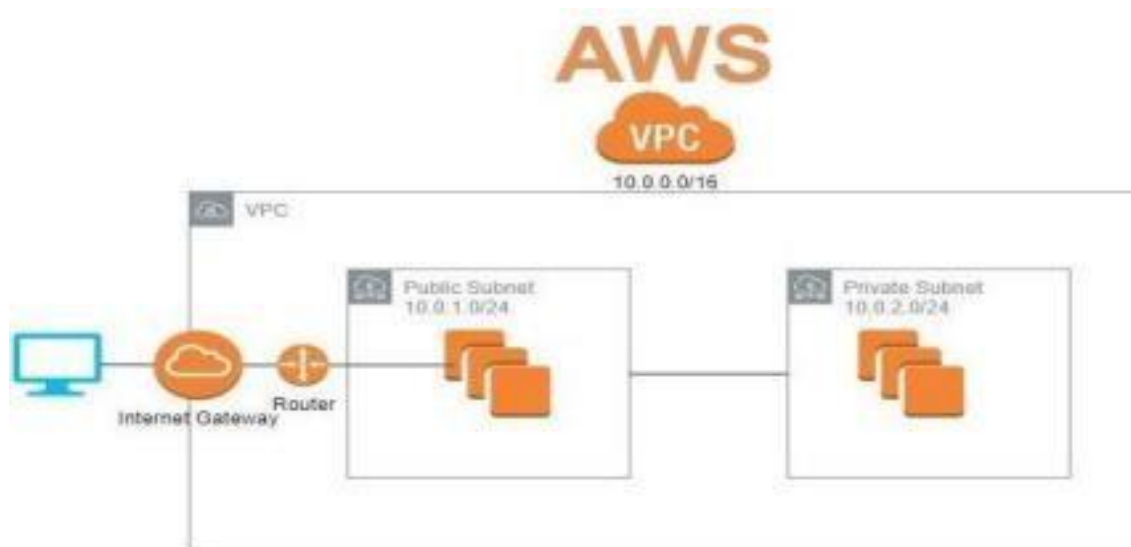 AWS
VPC
10.0.0.0/16
VPC
Public Subnet
10.0.1.0/24
Private Subnet
10.0.2.0/24
Internet Gateway
Router